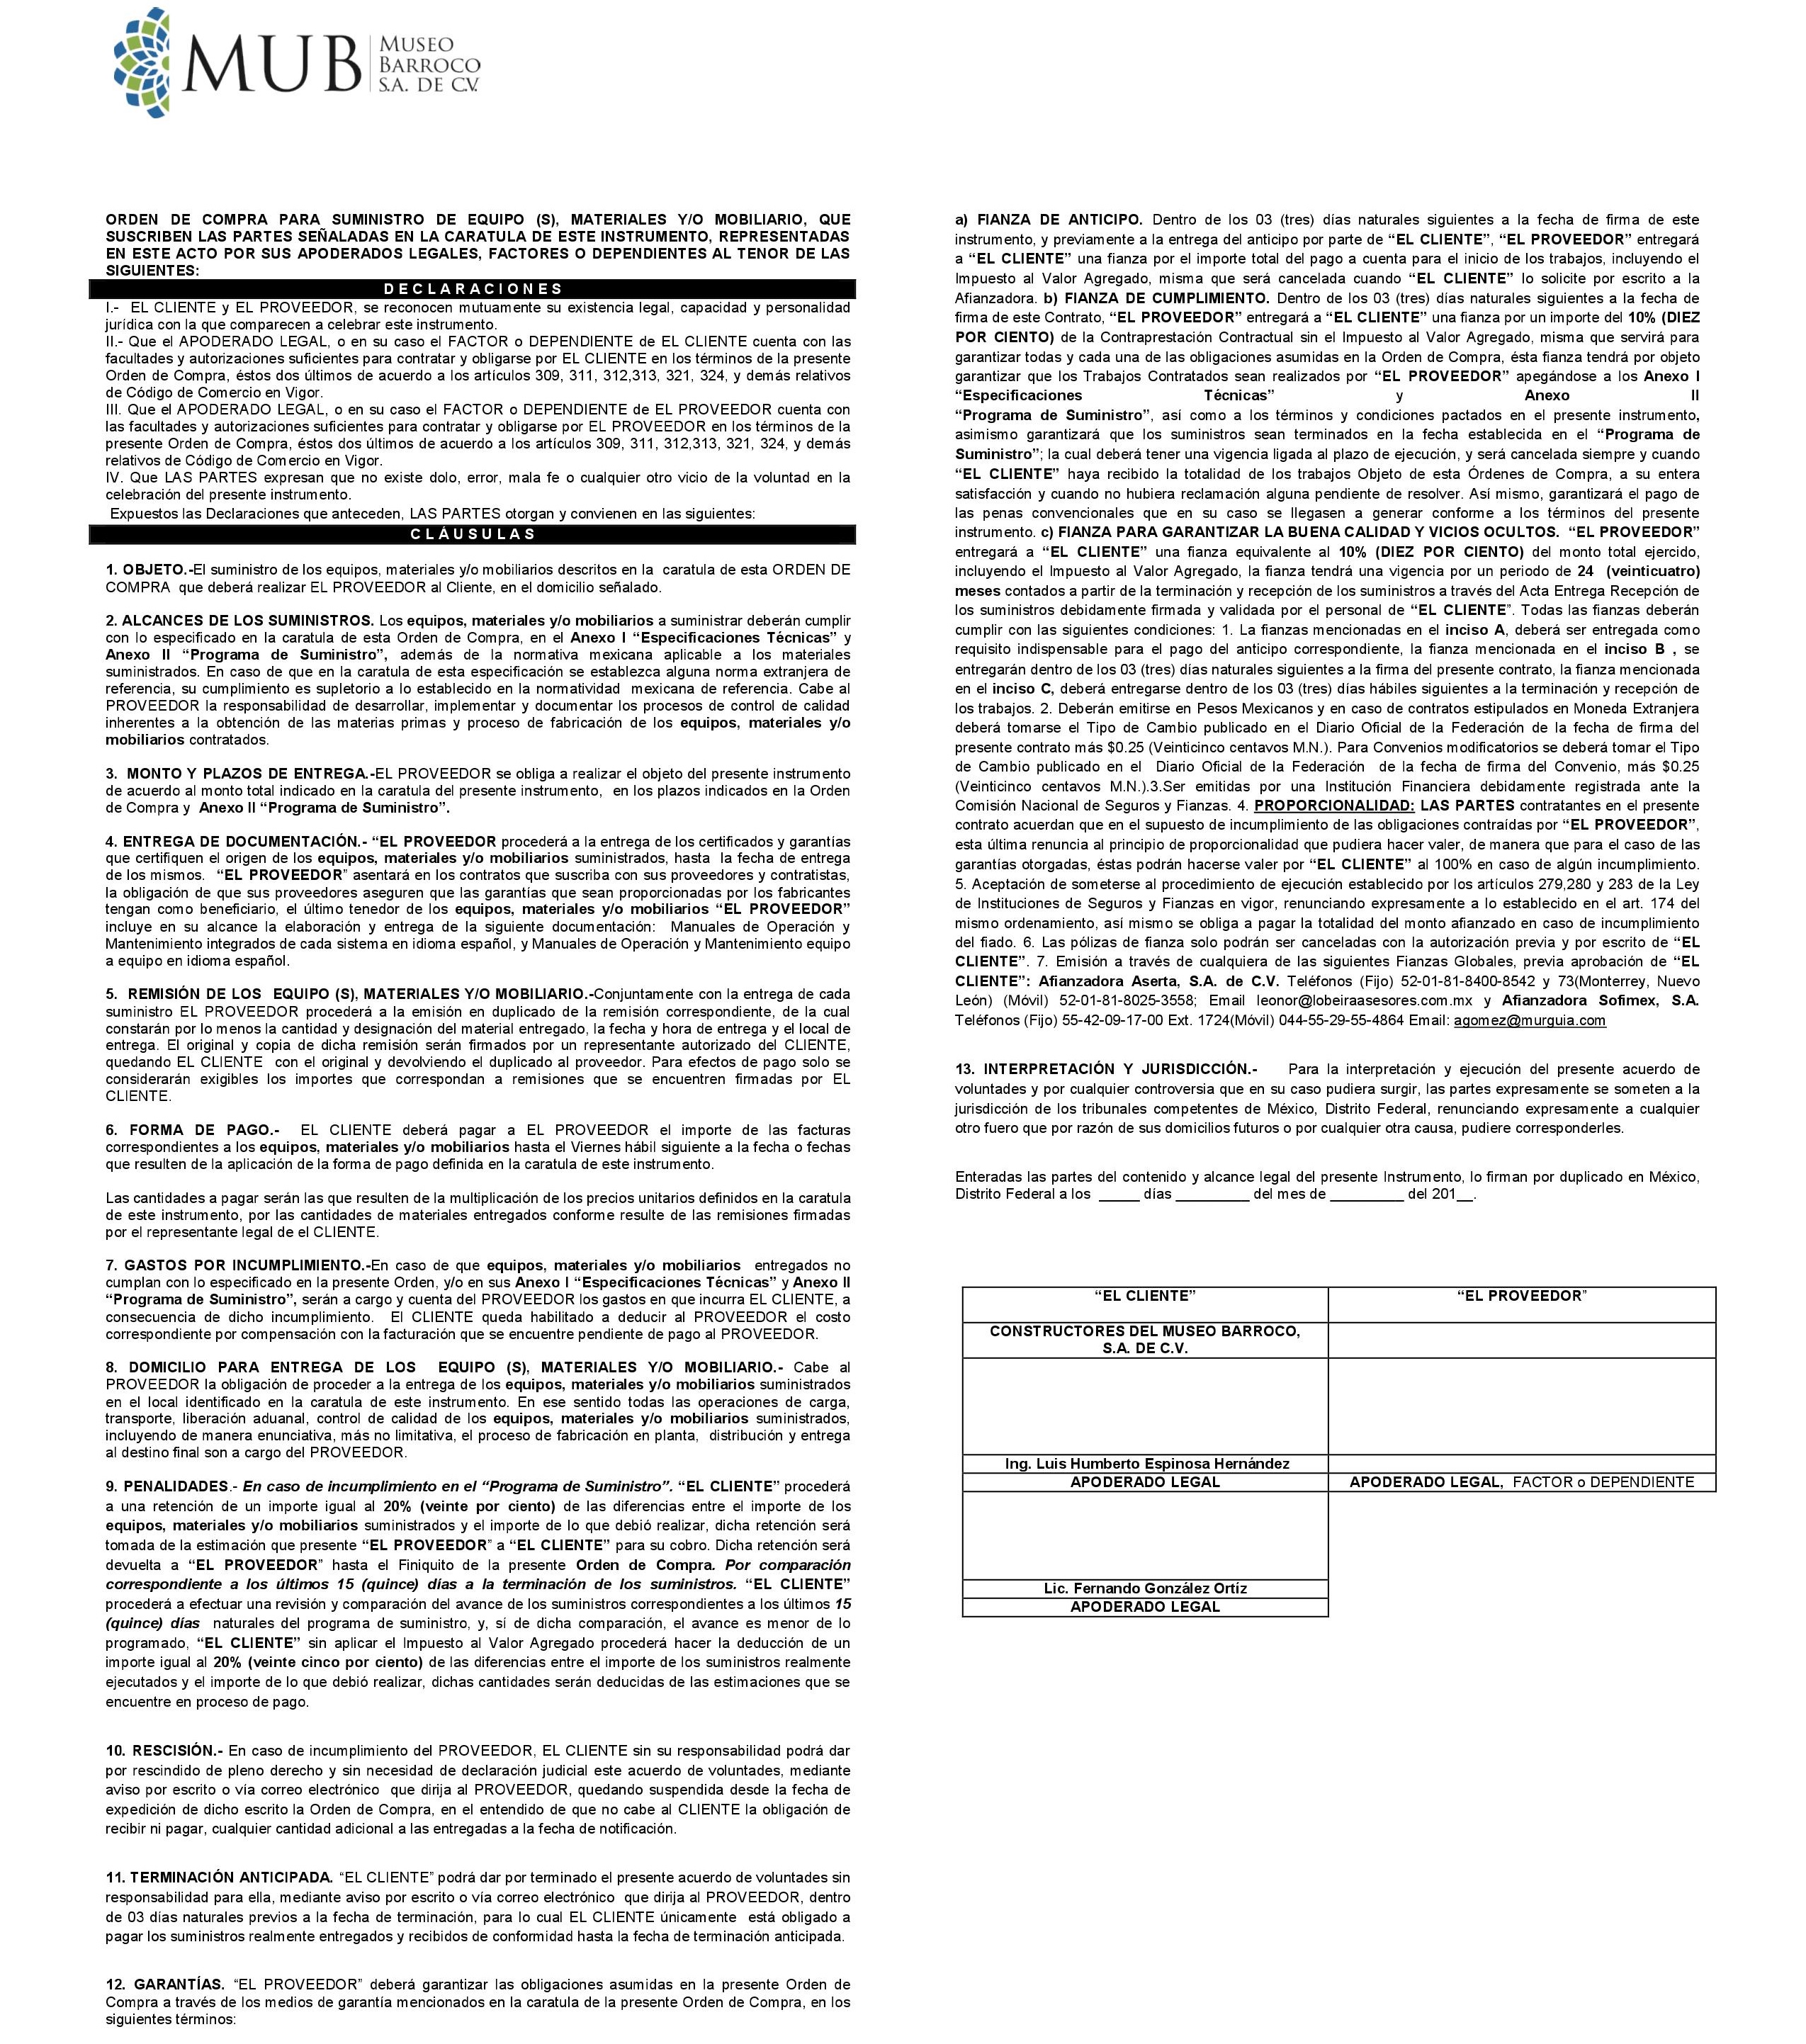 MUB
MUSEO
BARROCO
S.A. DE C.V.
ORDEN DE COMPRA PARA SUMINISTRO DE EQUIPO (S), MATERIALES Y/O MOBILIARIO, QUE
SUSCRIBEN LAS PARTES SEÑALADAS EN LA CARATULA DE ESTE INSTRUMENTO, REPRESENTADAS
EN ESTE ACTO POR SUS APODERADOS LEGALES, FACTORES O DEPENDIENTES AL TENOR DE LAS
SIGUIENTES:
DECLARACIONES
I.- EL CLIENTE y EL PROVEEDOR, se reconocen mutuamente su existencia legal, capacidad y personalidad
jurídica con la que comparecen a celebrar este instrumento.
II.- Que el APODERADO LEGAL, o en su caso el FACTOR o DEPENDIENTE de EL CLIENTE cuenta con las
facultades y autorizaciones suficientes para contratar y obligarse por EL CLIENTE en los términos de la presente
Orden de Compra, éstos dos últimos de acuerdo a los artículos 309, 311, 312,313, 321, 324, y demás relativos
de Código de Comercio en Vigor.
III. Que el APODERADO LEGAL, o en su caso el FACTOR o DEPENDIENTE de EL PROVEEDOR cuenta con
las facultades y autorizaciones suficientes para contratar y obligarse por EL PROVEEDOR en los términos de la
presente Orden de Compra, éstos dos últimos de acuerdo a los artículos 309, 311, 312,313, 321, 324, y demás
relativos de Código de Comercio en Vigor.
IV. Que LAS PARTES expresan que no existe dolo, error, mala fe o cualquier otro vicio de la voluntad en la
celebración del presente instrumento.
Expuestos las Declaraciones que anteceden, LAS PARTES otorgan y convienen en las siguientes:
CLÁUSULAS
1. OBJETO.-El suministro de los equipos, materiales y/o mobiliarios descritos en la caratula de esta ORDEN DE
COMPRA que deberá realizar EL PROVEEDOR al Cliente, en el domicilio señalado.
2. ALCANCES DE LOS SUMINISTROS. Los equipos, materiales y/o mobiliarios a suministrar deberán cumplir
con lo especificado en la caratula de esta Orden de Compra, en el Anexo I “Especificaciones Técnicas” y
Anexo II “Programa de Suministro”, además de la normativa mexicana aplicable a los materiales
suministrados. En caso de que en la caratula de esta especificación se establezca alguna norma extranjera de
referencia, su cumplimiento es supletorio a lo establecido en la normatividad mexicana de referencia. Cabe al
PROVEEDOR la responsabilidad de desarrollar, implementar y documentar los procesos de control de calidad
inherentes a la obtención de las materias primas y proceso de fabricación de los equipos, materiales y/o
mobiliarios contratados.
3. MONTO Y PLAZOS DE ENTREGA.-EL PROVEEDOR se obliga a realizar el objeto del presente instrumento
de acuerdo al monto total indicado en la caratula del presente instrumento, en los plazos indicados en la Orden
de Compra y Anexo II “Programa de Suministro”.
4. ENTREGA DE DOCUMENTACIÓN.- “EL PROVEEDOR procederá a la entrega de los certificados y garantías
que certifiquen el origen de los equipos, materiales y/o mobiliarios suministrados, hasta la fecha de entrega
de los mismos. “EL PROVEEDOR” asentará en los contratos que suscriba con sus proveedores y contratistas,
la obligación de que sus proveedores aseguren que las garantías que sean proporcionadas por los fabricantes
tengan como beneficiario, el último tenedor de los equipos, materiales y/o mobiliarios “EL PROVEEDOR”
incluye en su alcance la elaboración y entrega de la siguiente documentación: Manuales de Operación y
Mantenimiento integrados de cada sistema en idioma español, y Manuales de Operación y Mantenimiento equipo
a equipo en idioma español.
5. REMISIÓN DE LOS EQUIPO (S), MATERIALES Y/O MOBILIARIO.-Conjuntamente con la entrega de cada
suministro EL PROVEEDOR procederá a la emisión en duplicado de la remisión correspondiente, de la cual
constarán por lo menos la cantidad y designación del material entregado, la fecha y hora de entrega y el local de
entrega. El original y copia de dicha remisión serán firmados por un representante autorizado del CLIENTE,
quedando EL CLIENTE con el original y devolviendo el duplicado al proveedor. Para efectos de pago solo se
considerarán exigibles los importes que correspondan a remisiones que se encuentren firmadas por EL
CLIENTE.
6. FORMA DE PAGO.- EL CLIENTE deberá pagar a EL PROVEEDOR el importe de las facturas
correspondientes a los equipos, materiales y/o mobiliarios hasta el Viernes hábil siguiente a la fecha o fechas
que resulten de la aplicación de la forma de pago definida en la caratula de este instrumento.
Las cantidades a pagar serán las que resulten de la multiplicación de los precios unitarios definidos en la caratula
de este instrumento, por las cantidades de materiales entregados conforme resulte de las remisiones firmadas
por el representante legal de el CLIENTE.
7. GASTOS POR INCUMPLIMIENTO.-En caso de que equipos, materiales y/o mobiliarios entregados no
cumplan con lo especificado en la presente Orden, y/o en sus Anexo I “Especificaciones Técnicas” y Anexo II
“Programa de Suministro”, serán a cargo y cuenta del PROVEEDOR los gastos en que incurra EL CLIENTE, a
consecuencia de dicho incumplimiento. El CLIENTE queda habilitado a deducir al PROVEEDOR el costo
correspondiente por compensación con la facturación que se encuentre pendiente de pago al PROVEEDOR.
8. DOMICILIO PARA ENTREGA DE LOS EQUIPO (S), MATERIALES Y/O MOBILIARIO.- Cabe al
PROVEEDOR la obligación de proceder a la entrega de los equipos, materiales y/o mobiliarios suministrados
en el local identificado en la caratula de este instrumento. En ese sentido todas las operaciones de carga,
transporte, liberación aduanal, control de calidad de los equipos, materiales y/o mobiliarios suministrados,
incluyendo de manera enunciativa, más no limitativa, el proceso de fabricación en planta, distribución y entrega
al destino final son a cargo del PROVEEDOR.
9. PENALIDADES.- En caso de incumplimiento en el “Programa de Suministro”. “EL CLIENTE” procederá
a una retención de un importe igual al 20% (veinte por ciento) de las diferencias entre el importe de los
equipos, materiales y/o mobiliarios suministrados y el importe de lo que debió realizar, dicha retención será
tomada de la estimación que presente “EL PROVEEDOR” a “EL CLIENTE” para su cobro. Dicha retención será
devuelta a “EL PROVEEDOR” hasta el Finiquito de la presente Orden de Compra. Por comparación
correspondiente a los últimos 15 (quince) días a la terminación de los suministros. “EL CLIENTE”
procederá a efectuar una revisión y comparación del avance de los suministros correspondientes a los últimos 15
(quince) días naturales del programa de suministro, y, sí de dicha comparación, el avance es menor de lo
programado, “EL CLIENTE” sin aplicar el Impuesto al Valor Agregado procederá hacer la deducción de un
importe igual al 20% (veinte cinco por ciento) de las diferencias entre el importe de los suministros realmente
ejecutados y el importe de lo que debió realizar, dichas cantidades serán deducidas de las estimaciones que se
encuentre en proceso de pago.
10. RESCISIÓN.- En caso de incumplimiento del PROVEEDOR, EL CLIENTE sin su responsabilidad podrá dar
por rescindido de pleno derecho y sin necesidad de declaración judicial este acuerdo de voluntades, mediante
aviso por escrito o vía correo electrónico que dirija al PROVEEDOR, quedando suspendida desde la fecha de
expedición de dicho escrito la Orden de Compra, en el entendido de que no cabe al CLIENTE la obligación de
recibir ni pagar, cualquier cantidad adicional a las entregadas a la fecha de notificación.
11. TERMINACIÓN ANTICIPADA. “EL CLIENTE” podrá dar por terminado el presente acuerdo de voluntades sin
responsabilidad para ella, mediante aviso por escrito o vía correo electrónico que dirija al PROVEEDOR, dentro
de 03 días naturales previos a la fecha de terminación, para lo cual EL CLIENTE únicamente está obligado a
pagar los suministros realmente entregados y recibidos de conformidad hasta la fecha de terminación anticipada.
12. GARANTÍAS. “EL PROVEEDOR” deberá garantizar las obligaciones asumidas en la presente Orden de
Compra a través de los medios de garantía mencionados en la caratula de la presente Orden de Compra, en los
siguientes términos:
a) FIANZA DE ANTICIPO. Dentro de los 03 (tres) días naturales siguientes a la fecha de firma de este
instrumento, y previamente a la entrega del anticipo por parte de “EL CLIENTE”, “EL PROVEEDOR” entregará
a “EL CLIENTE” una fianza por el importe total del pago a cuenta para el inicio de los trabajos, incluyendo el
Impuesto al Valor Agregado, misma que será cancelada cuando “EL CLIENTE” lo solicite por escrito a la
Afianzadora. b) FIANZA DE CUMPLIMIENTO. Dentro de los 03 (tres) días naturales siguientes a la fecha de
firma de este Contrato, “EL PROVEEDOR” entregará a “EL CLIENTE” una fianza por un importe del 10% (DIEZ
POR CIENTO) de la Contraprestación Contractual sin el Impuesto al Valor Agregado, misma que servirá para
garantizar todas y cada una de las obligaciones asumidas en la Orden de Compra, ésta fianza tendrá por objeto
garantizar que los Trabajos Contratados sean realizados por “EL PROVEEDOR” apegándose a los Anexo I
“Especificaciones Técnicas” y Anexo II
“Programa de Suministro”, así como a los términos y condiciones pactados en el presente instrumento,
asimismo garantizará que los suministros sean terminados en la fecha establecida en el “Programa de
Suministro”; la cual deberá tener una vigencia ligada al plazo de ejecución, y será cancelada siempre y cuando
“EL CLIENTE” haya recibido la totalidad de los trabajos Objeto de esta Órdenes de Compra, a su entera
satisfacción y cuando no hubiera reclamación alguna pendiente de resolver. Así mismo, garantizará el pago de
las penas convencionales que en su caso se llegasen a generar conforme a los términos del presente
instrumento. c) FIANZA PARA GARANTIZAR LA BUENA CALIDAD Y VICIOS OCULTOS. “EL PROVEEDOR”
entregará a “EL CLIENTE” una fianza equivalente al 10% (DIEZ POR CIENTO) del monto total ejercido,
incluyendo el Impuesto al Valor Agregado, la fianza tendrá una vigencia por un periodo de 24 (veinticuatro)
meses contados a partir de la terminación y recepción de los suministros a través del Acta Entrega Recepción de
los suministros debidamente firmada y validada por el personal de “EL CLIENTE”. Todas las fianzas deberán
cumplir con las siguientes condiciones: 1. La fianzas mencionadas en el inciso A, deberá ser entregada como
requisito indispensable para el pago del anticipo correspondiente, la fianza mencionada en el inciso B , se
entregarán dentro de los 03 (tres) días naturales siguientes a la firma del presente contrato, la fianza mencionada
en el inciso C, deberá entregarse dentro de los 03 (tres) días hábiles siguientes a la terminación y recepción de
los trabajos. 2. Deberán emitirse en Pesos Mexicanos y en caso de contratos estipulados en Moneda Extranjera
deberá tomarse el Tipo de Cambio publicado en el Diario Oficial de la Federación de la fecha de firma del
presente contrato más $0.25 (Veinticinco centavos M.N.). Para Convenios modificatorios se deberá tomar el Tipo
de Cambio publicado en el Diario Oficial de la Federación de la fecha de firma del Convenio, más $0.25
(Veinticinco centavos M.N.).3.Ser emitidas por una Institución Financiera debidamente registrada ante la
Comisión Nacional de Seguros y Fianzas. 4. PROPORCIONALIDAD: LAS PARTES contratantes en el presente
contrato acuerdan que en el supuesto de incumplimiento de las obligaciones contraídas por “EL PROVEEDOR”,
esta última renuncia al principio de proporcionalidad que pudiera hacer valer, de manera que para el caso de las
garantías otorgadas, éstas podrán hacerse valer por “EL CLIENTE” al 100% en caso de algún incumplimiento.
5. Aceptación de someterse al procedimiento de ejecución establecido por los artículos 279,280 y 283 de la Ley
de Instituciones de Seguros y Fianzas en vigor, renunciando expresamente a lo establecido en el art. 174 del
mismo ordenamiento, así mismo se obliga a pagar la totalidad del monto afianzado en caso de incumplimiento
del fiado. 6. Las pólizas de fianza solo podrán ser canceladas con la autorización previa y por escrito de “EL
CLIENTE”. 7. Emisión a través de cualquiera de las siguientes Fianzas Globales, previa aprobación de “EL
CLIENTE”: Afianzadora Aserta, S.A. de C.V. Teléfonos (Fijo) 52-01-81-8400-8542 y 73(Monterrey, Nuevo
León) (Móvil) 52-01-81-8025-3558; Email leonor@lobeiraasesores.com.mx y Afianzadora Sofimex, S.A.
Teléfonos (Fijo) 55-42-09-17-00 Ext. 1724(Móvil) 044-55-29-55-4864 Email: agomez@murguia.com
13. INTERPRETACIÓN Y JURISDICCIÓN.- Para la interpretación y ejecución del presente acuerdo de
voluntades y por cualquier controversia que en su caso pudiera surgir, las partes expresamente se someten a la
jurisdicción de los tribunales competentes de México, Distrito Federal, renunciando expresamente a cualquier
otro fuero que por razón de sus domicilios futuros o por cualquier otra causa, pudiere corresponderles.
Enteradas las partes del contenido y alcance legal del presente Instrumento, lo firman por duplicado en México,
Distrito Federal a los _____ días _________ del mes de _________ del 201__.
“EL CLIENTE” “EL PROVEEDOR”
CONSTRUCTORES DEL MUSEO BARROCO,
S.A. DE C.V.
Ing. Luis Humberto Espinosa Hernández
APODERADO LEGAL APODERADO LEGAL, FACTOR o DEPENDIENTE
Lic. Fernando González Ortíz
APODERADO LEGAL